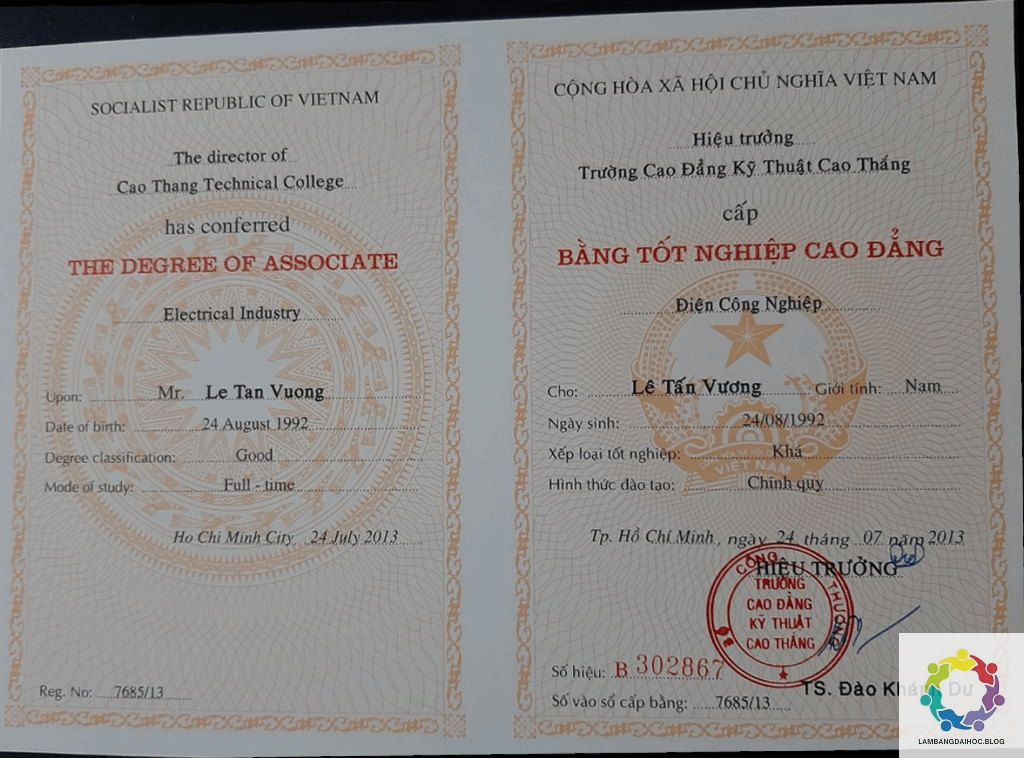 SOCIALIST REPUBLIC OF VIETNAM
The director of
Cao Thang Technical College
has conferred
THE DEGREE OF ASSOCIATE
Electrical Industry
Upon: Mr. Le Tan Vuong
Date of birth: 24 August 1992
Degree classification: Good
Mode of study: Full - time
Ho Chi Minh City, 24 July 2013
Reg. No: 7685/13
CỘNG HÒA XÃ HỘI CHỦ NGHĨA VIỆT NAM
Hiệu trưởng
Trường Cao Đẳng Kỹ Thuật Cao Thắng
cấp
BẰNG TỐT NGHIỆP CAO ĐẲNG
Điện Công Nghiệp
Cho: Lê Tấn Vương Giới tính: Nam
Ngày sinh: 24/08/1992
Xếp loại tốt nghiệp: Khá
Hình thức đào tạo: Chính quy
VIỆT NAM
Tp. Hồ Chí Minh, ngày 24 tháng 07 năm 2013
HIỆU TRƯỞNG
CÔNG THƯƠNG
TRƯỜNG
CAO ĐẲNG
KỸ THUẬT
CAO THẮNG
Số hiệu: B 302867
TS. Đào Khánh Dư
Số vào sổ cấp bằng: 7685/13
LAMBANGDAIHOC.BLOG